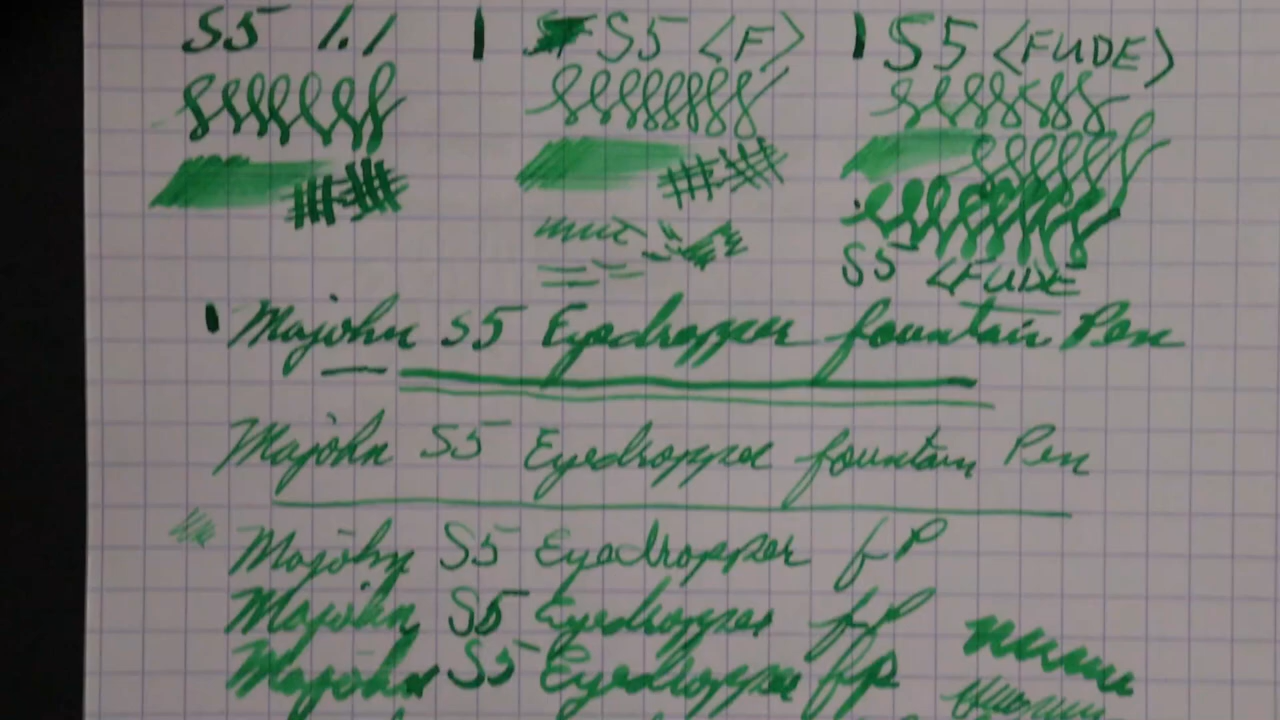 S5 1.1 S5 <F> S5 <FUDE>
S5 <FUDE
Majohn S5 Eyedropper fountain Pen
Majohn S5 Eyedropper fountain Pen
Majohn S5 Eyedropper fP
Majohn S5 Eyedropper fP
Majohn S5 Eyedropper fp